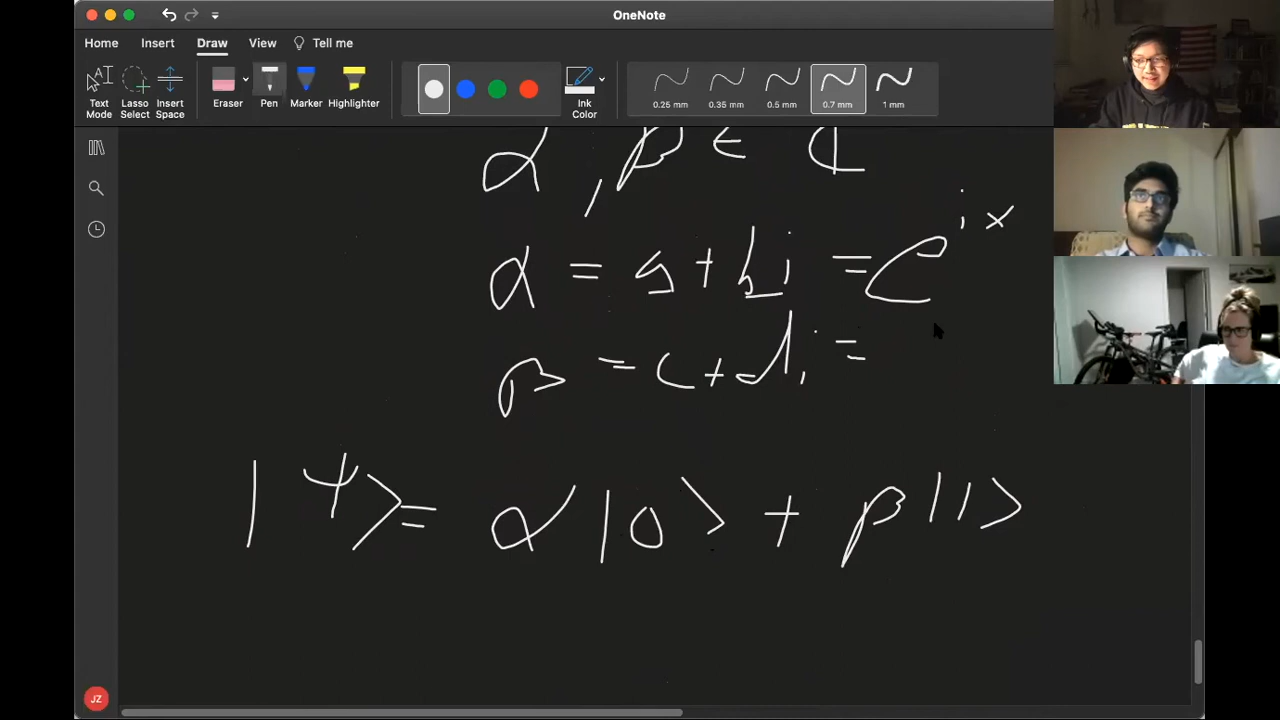 OneNote
Home Insert Draw View Tell me
Text Mode
Lasso Select
Insert Space
Eraser
Pen
Marker
Highlighter
Ink Color
0.25 mm
0.35 mm
0.5 mm
0.7 mm
1 mm
α, β ∈ ℂ
α = a + bi = e^{ix}
β = c + di =
|ψ⟩ = α|0⟩ + β|1⟩
JZ